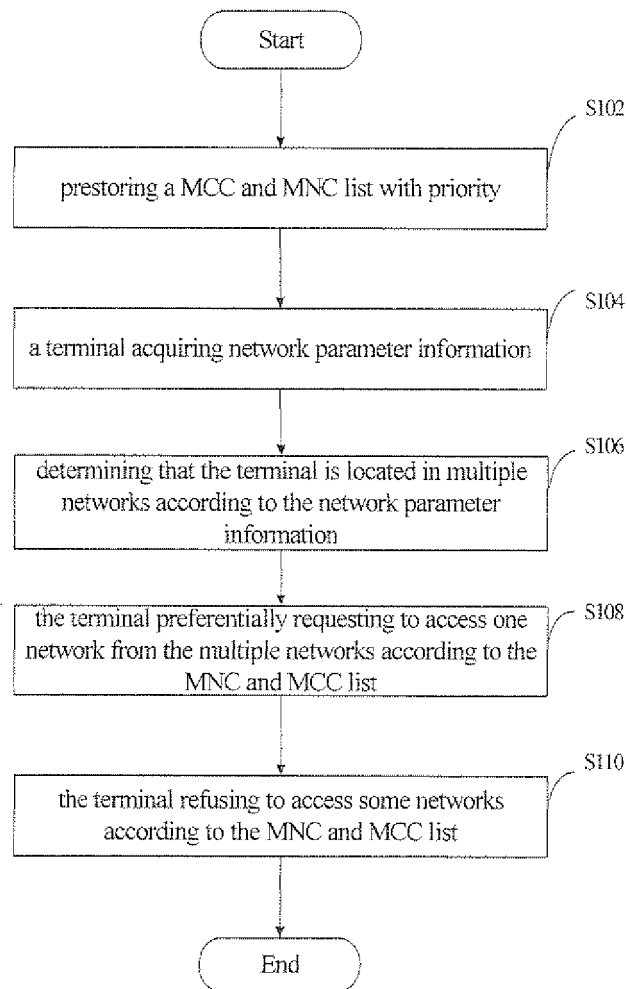 Start
S102
prestoring a MCC and MNC list with priority
S104
a terminal acquiring network parameter information
S106
determining that the terminal is located in multiple
networks according to the network parameter
information
S108
the terminal preferentially requesting to access one
network from the multiple networks according to the
MNC and MCC list
S110
the terminal refusing to access some networks
according to the MNC and MCC list
End